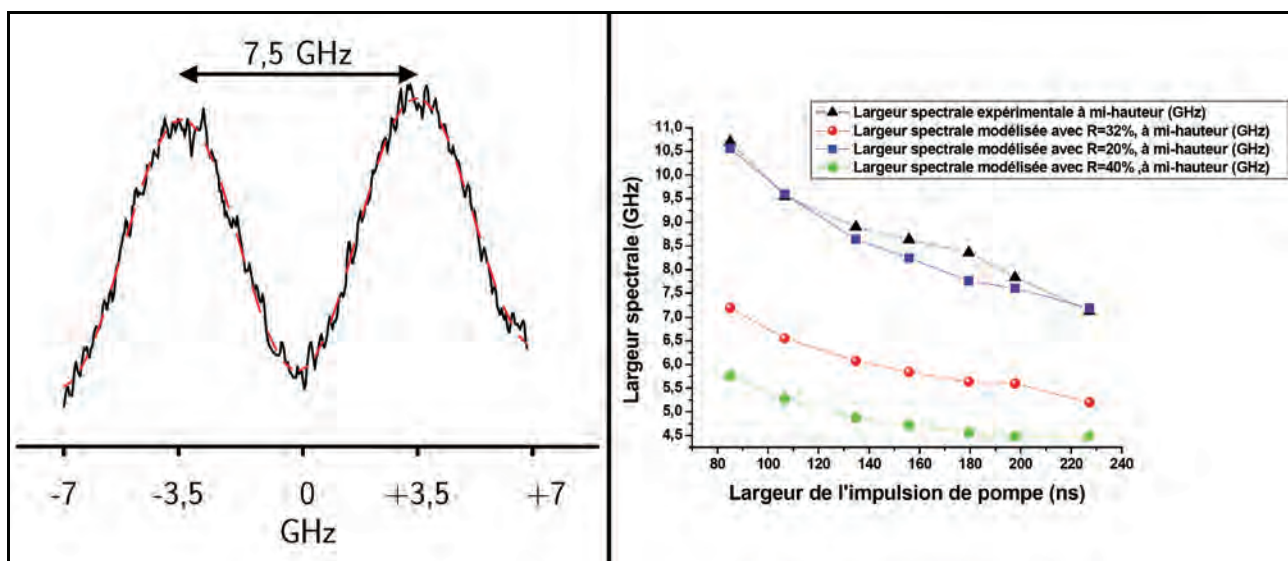 7,5 GHz
-7 -3,5 0 +3,5 +7
GHz
Largeur spectrale expérimentale à mi-hauteur (GHz)
Largeur spectrale modélisée avec R=32%, à mi-hauteur (GHz)
Largeur spectrale modélisée avec R=20%, à mi-hauteur (GHz)
Largeur spectrale modélisée avec R=40% ,à mi-hauteur (GHz)
Largeur spectrale (GHz)
11,0
10,5
10,0
9,5
9,0
8,5
8,0
7,5
7,0
6,5
6,0
5,5
5,0
4,5
80 100 120 140 160 180 200 220 240
Largeur de l'impulsion de pompe (ns)